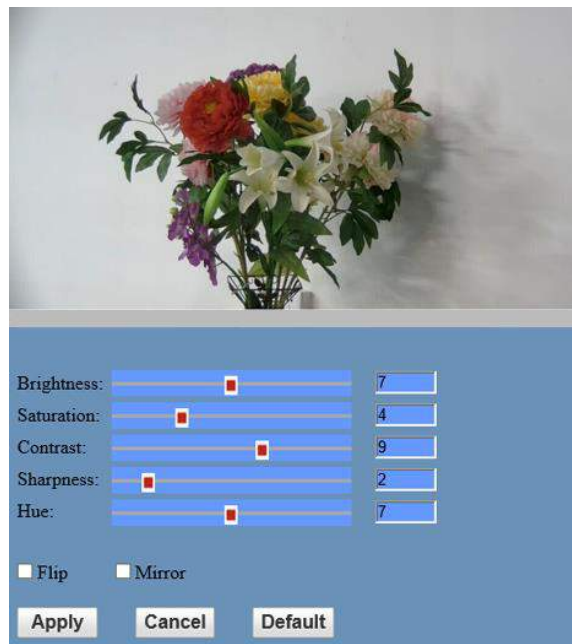 Brightness: 7
Saturation: 4
Contrast: 9
Sharpness: 2
Hue: 7
Flip Mirror
Apply Cancel Default